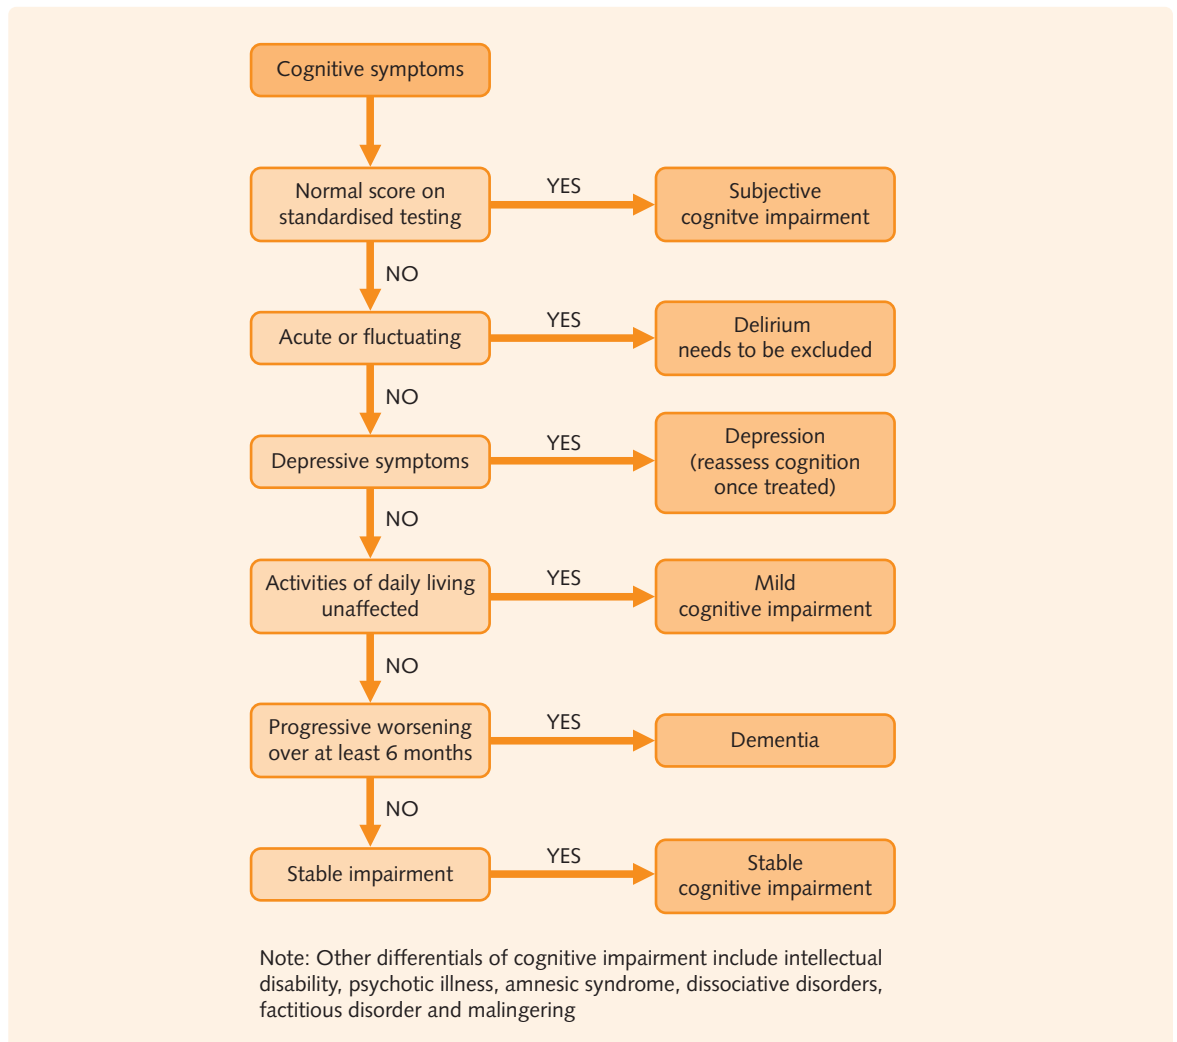 Cognitive symptoms
Normal score on
standardised testing
YES
Subjective
cognitve impairment
NO
Acute or fluctuating
YES
Delirium
needs to be excluded
NO
Depressive symptoms
YES
Depression
(reassess cognition
once treated)
NO
Activities of daily living
unaffected
YES
Mild
cognitive impairment
NO
Progressive worsening
over at least 6 months
YES
Dementia
NO
Stable impairment
YES
Stable
cognitive impairment
Note: Other differentials of cognitive impairment include intellectual
disability, psychotic illness, amnesic syndrome, dissociative disorders,
factitious disorder and malingering